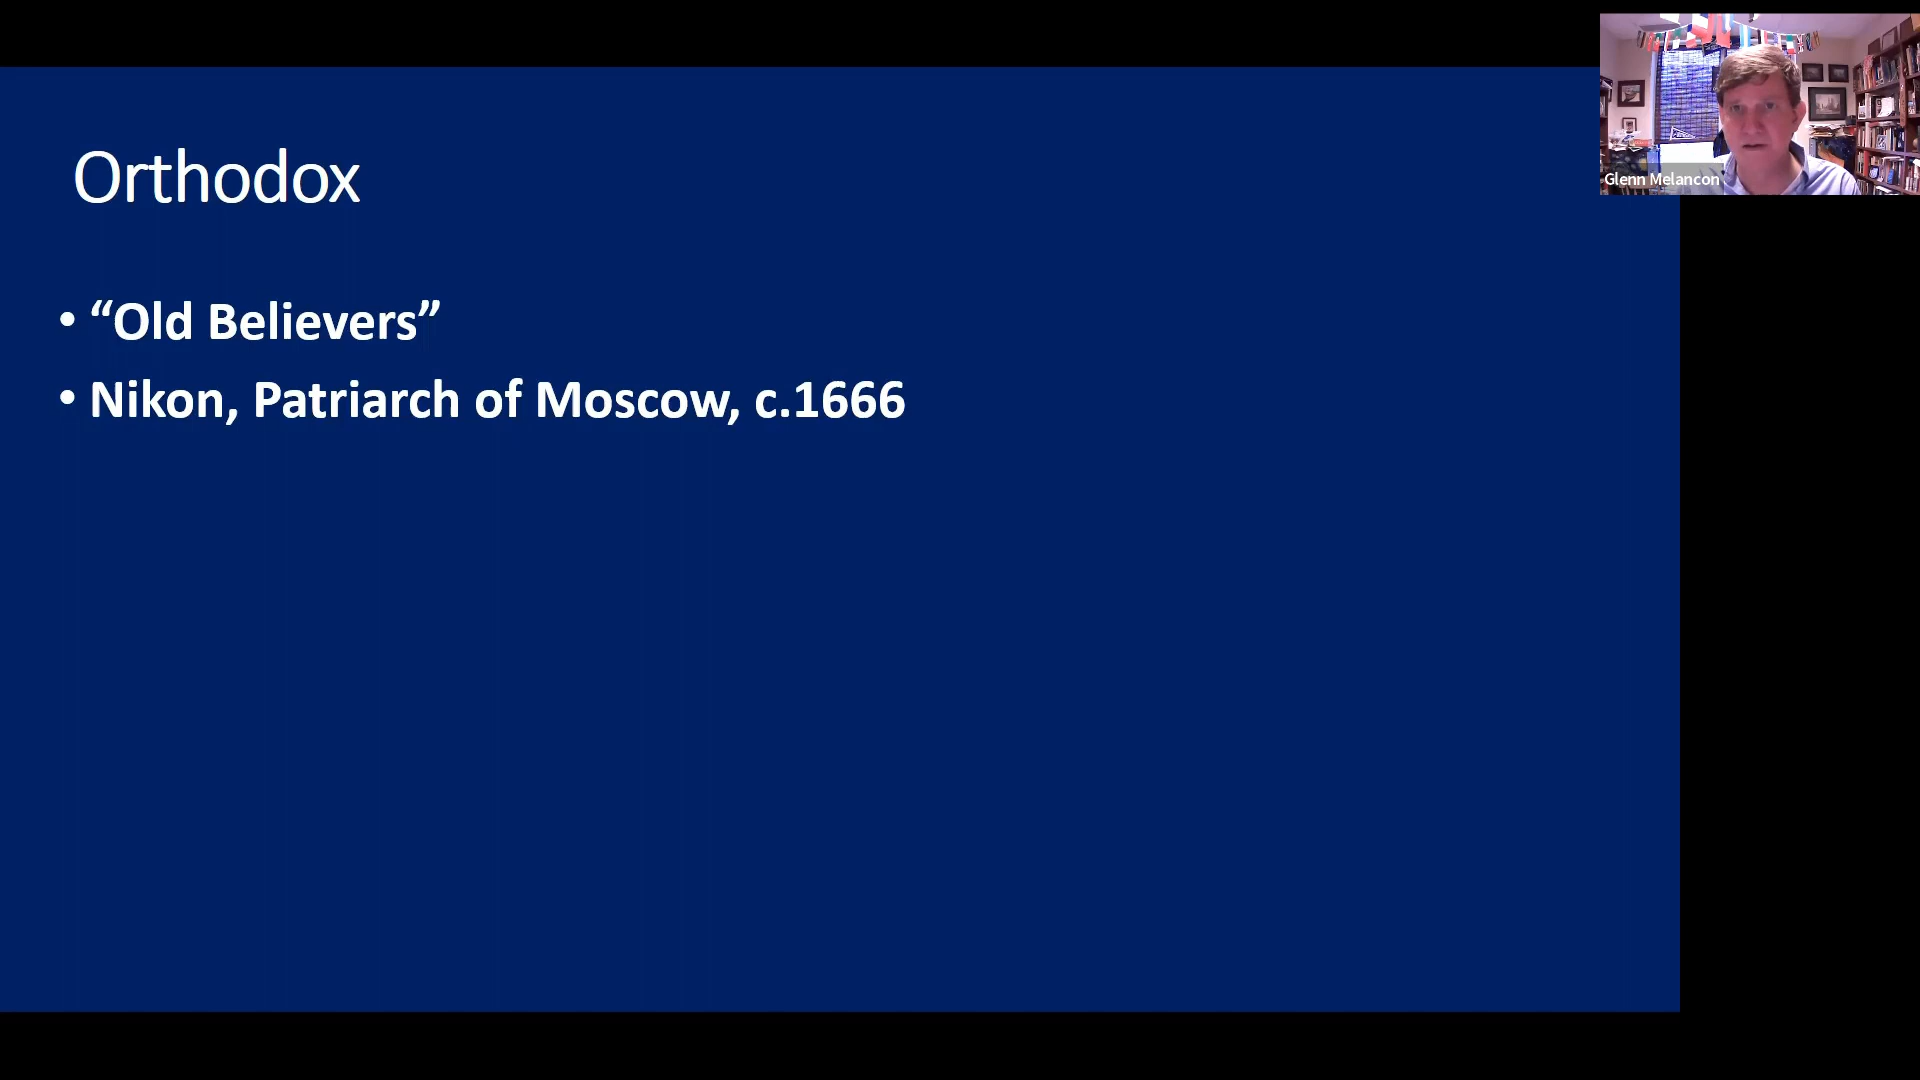 Orthodox
• “Old Believers”
• Nikon, Patriarch of Moscow, c.1666
Glenn Melancon